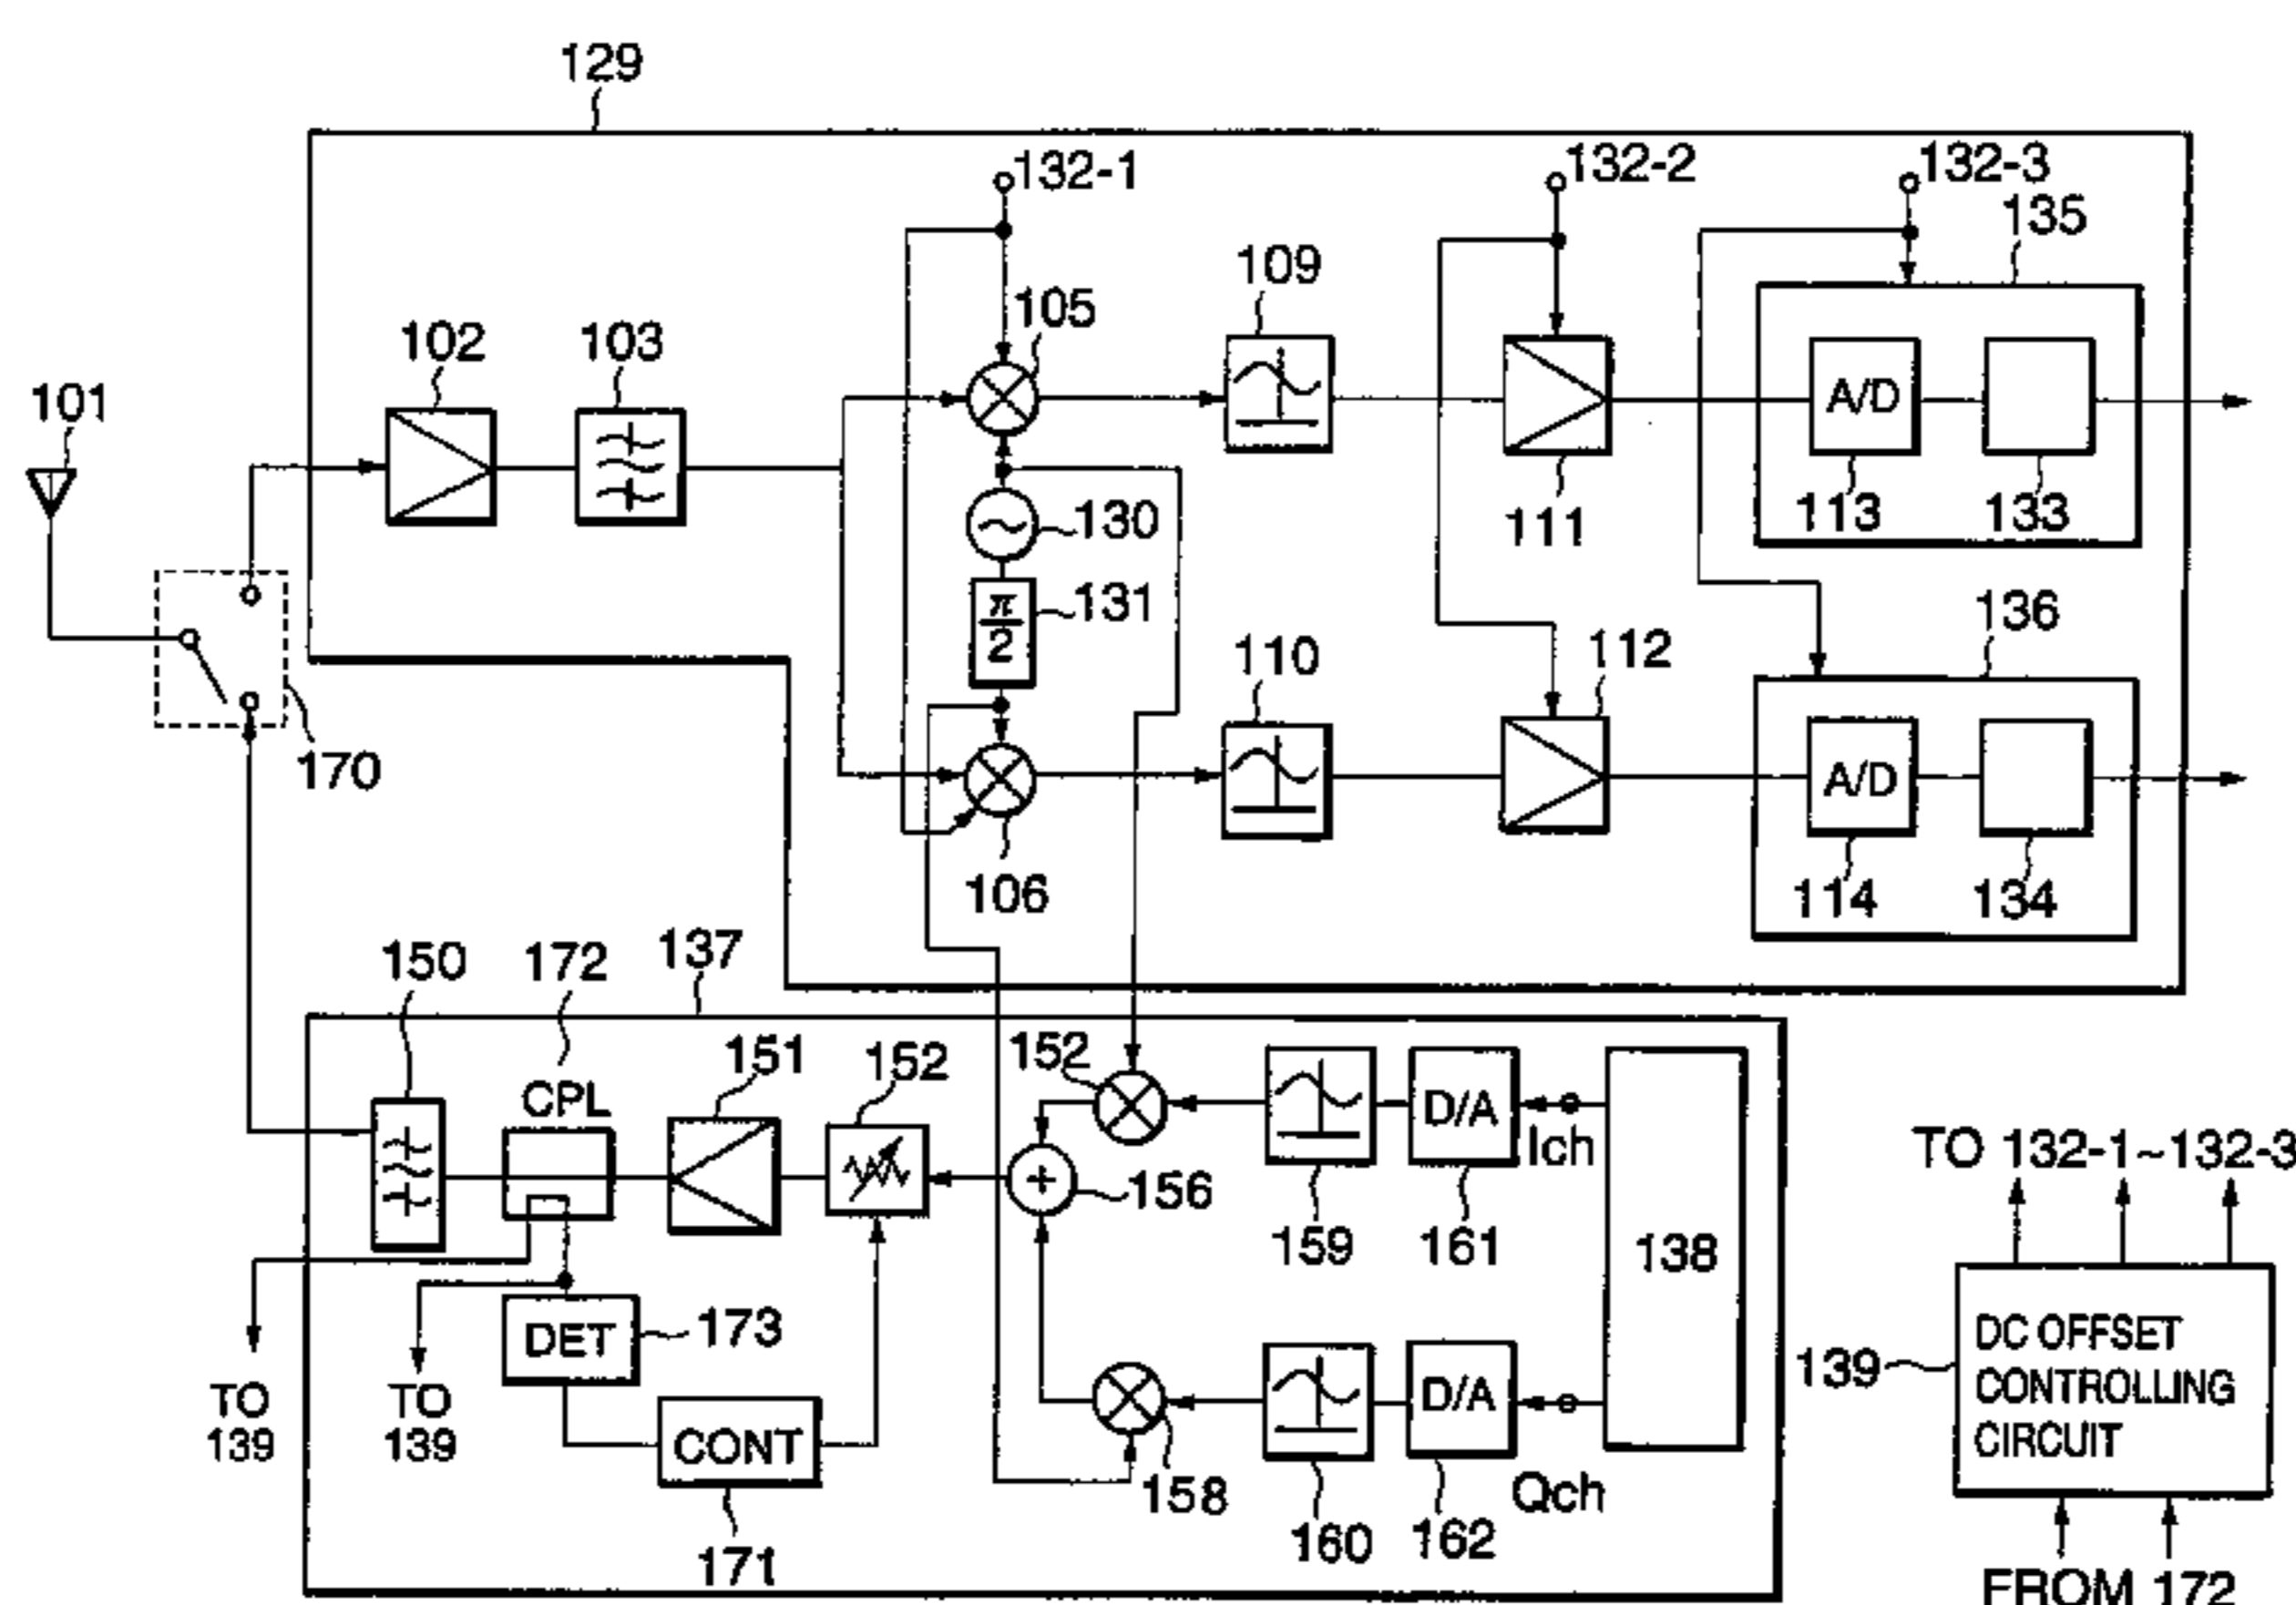 129
132-1
132-2
132-3
135
109
105
102
103
101
A/D
130
113
133
111
131
π/2
136
110
112
170
A/D
106
114
134
150
172
137
151
152
152
CPL
D/A
Ich
TO 132-1~132-3
156
159
161
138
DET
173
DC OFFSET
CONTROLLING
CIRCUIT
139
TO
139
TO
139
D/A
CONT
158
Qch
160
162
171
FROM 172